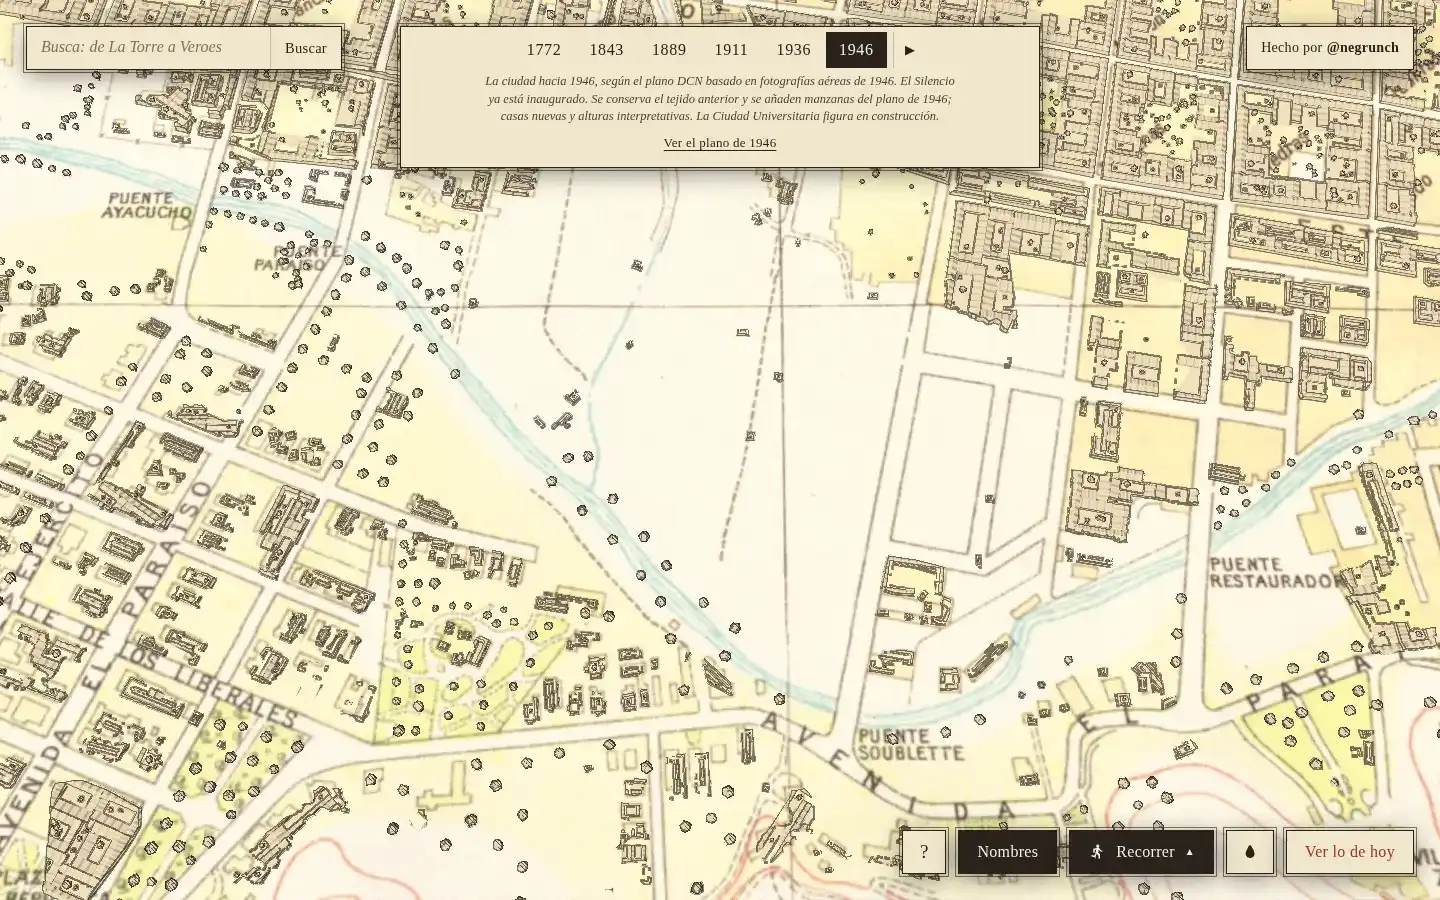 Busca: de La Torre a Veroes
Buscar
1772 1843 1889 1911 1936 1946 ▶
La ciudad hacia 1946, según el plano DCN basado en fotografías aéreas de 1946. El Silencio
ya está inaugurado. Se conserva el tejido anterior y se añaden manzanas del plano de 1946;
casas nuevas y alturas interpretativas. La Ciudad Universitaria figura en construcción.
Ver el plano de 1946
Hecho por @negrunch
PUENTE
AYACUCHO
PUENTE
PARAISO
EL PARAISO
DE LOS LIBERALES
AVENIDA
PUENTE
RESTAURADOR
PUENTE
SOUBLETTE
AVENIDA EL PARA
?
Nombres
Recorrer ▲
Ver lo de hoy